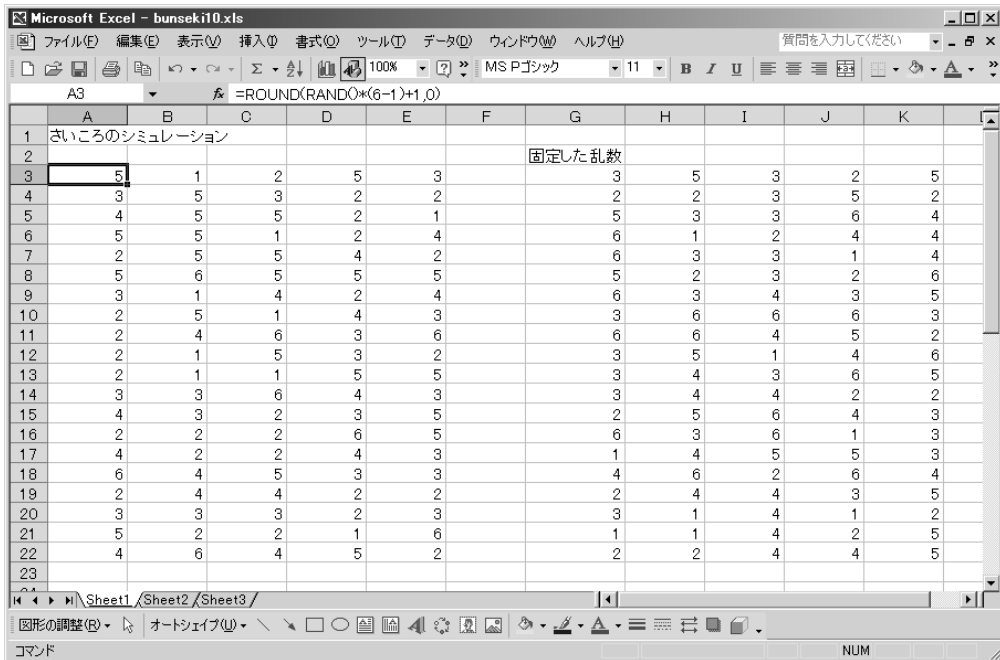 Microsoft Excel - bunseki10.xls
ファイル(F) 編集(E) 表示(V) 挿入(I) 書式(O) ツール(T) データ(D) ウィンドウ(W) ヘルプ(H) 質問を入力してください
100% MS Pゴシック 11 B I U
A3 fx =ROUND(RAND()*(6-1)+1,0)
A B C D E F G H I J K
1 さいころのシミュレーション
2 固定した乱数
3 5 1 2 5 3 3 5 3 2 5
4 3 5 3 2 2 2 2 3 5 2
5 4 5 5 2 1 5 3 3 6 4
6 5 5 1 2 4 6 1 2 4 4
7 2 5 5 4 2 6 3 3 1 4
8 5 6 5 5 5 5 2 3 2 6
9 3 1 4 2 4 6 3 4 3 5
10 2 5 1 4 3 3 6 6 6 3
11 2 4 6 3 6 6 6 4 5 2
12 2 1 5 3 2 3 5 1 4 6
13 2 1 1 5 5 3 4 3 6 5
14 3 3 6 4 3 3 4 4 2 2
15 4 3 2 3 5 2 5 6 4 3
16 2 2 2 6 5 6 3 6 1 3
17 4 2 2 4 3 1 4 5 5 3
18 6 4 5 3 3 4 6 2 6 4
19 2 4 4 2 2 2 4 4 3 5
20 3 3 3 2 3 3 1 4 1 2
21 5 2 2 1 6 1 1 4 2 5
22 4 6 4 5 2 2 2 4 4 5
23
Sheet1 Sheet2 Sheet3
図形の調整(R) オートシェイプ(U)
コマンド NUM